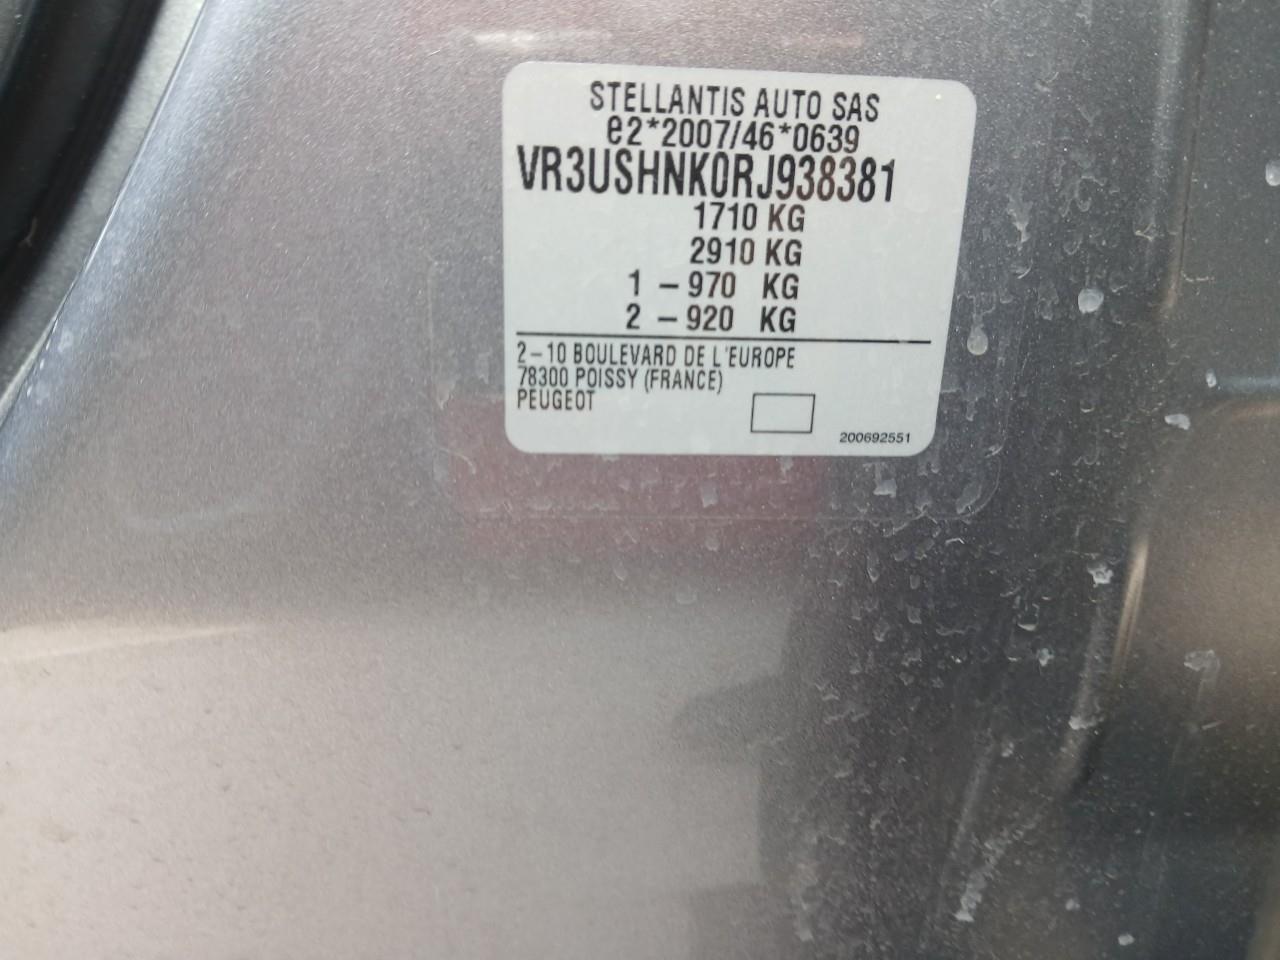 STELLANTIS AUTO SAS
e2*2007/46*0639
VR3USHNK0RJ938381
1710 KG
2910 KG
1 – 970 KG
2 – 920 KG
2–10 BOULEVARD DE L'EUROPE
78300 POISSY (FRANCE)
PEUGEOT
200692551